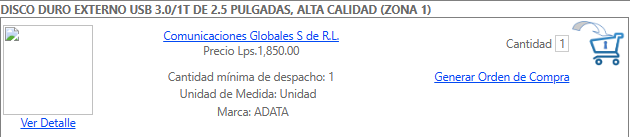 DISCO DURO EXTERNO USB 3.0/1T DE 2.5 PULGADAS, ALTA CALIDAD (ZONA 1)
Comunicaciones Globales S de R.L.
Precio Lps.1,850.00
Cantidad 1
Cantidad mínima de despacho: 1
Generar Orden de Compra
Unidad de Medida: Unidad
Marca: ADATA
Ver Detalle